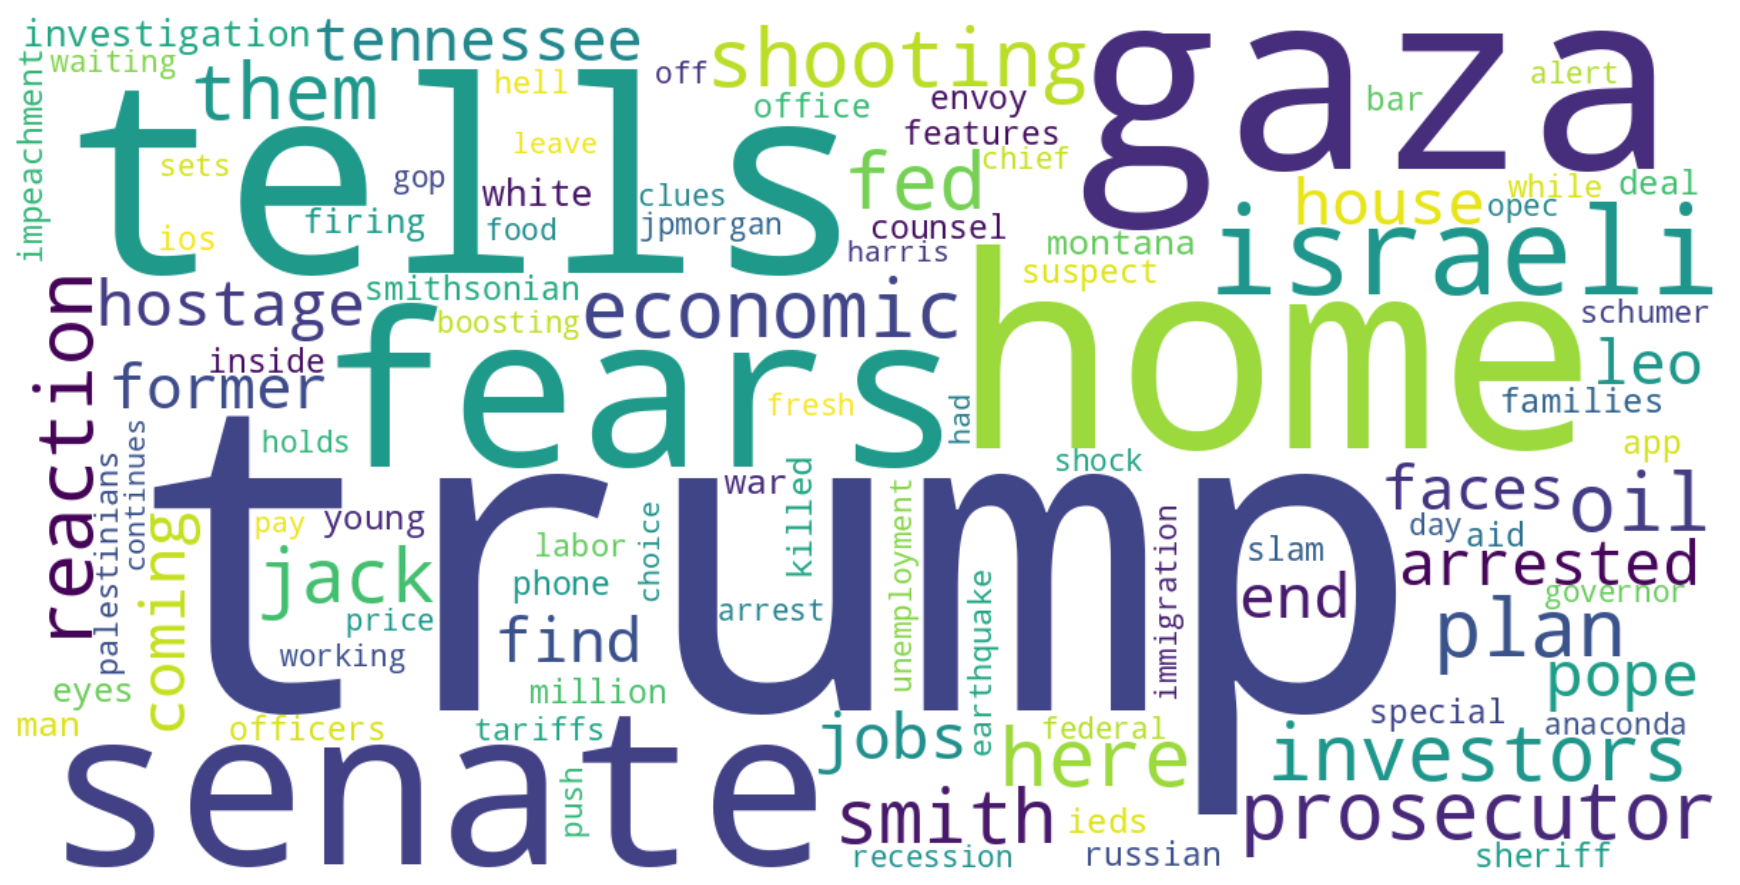 investigation
tennessee
shooting
gaza
waiting
them
hell
off
office
envoy
features
bar
alert
impeachment
tells
sets
leave
chief
gop
white
clues
fed
house
while
deal
opec
firing
food
jpmorgan
counsel
ios
harris
montana
israeli
suspect
hostage
smithsonian
boosting
economic
home
schumer
reaction
inside
former
fears
fresh
had
leo
families
holds
app
shock
palestinians
continues
coming
trump
war
killed
faces
oil
pay
young
choice
unemployment
immigration
day
aid
labor
slam
jack
phone
earthquake
arrested
end
governor
price
arrest
find
plan
working
pope
eyes
million
man
officers
tariffs
jobs
federal
special
anaconda
here
investors
senate
push
smith
ieds
prosecutor
recession
russian
sheriff